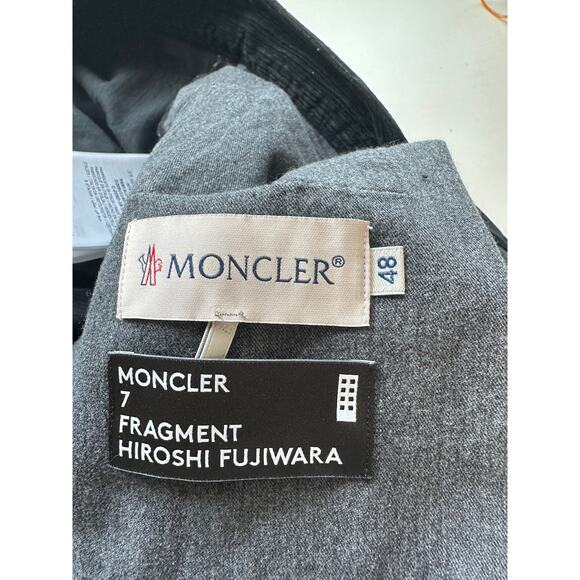 MONCLER®
48
MONCLER
7
FRAGMENT
HIROSHI FUJIWARA